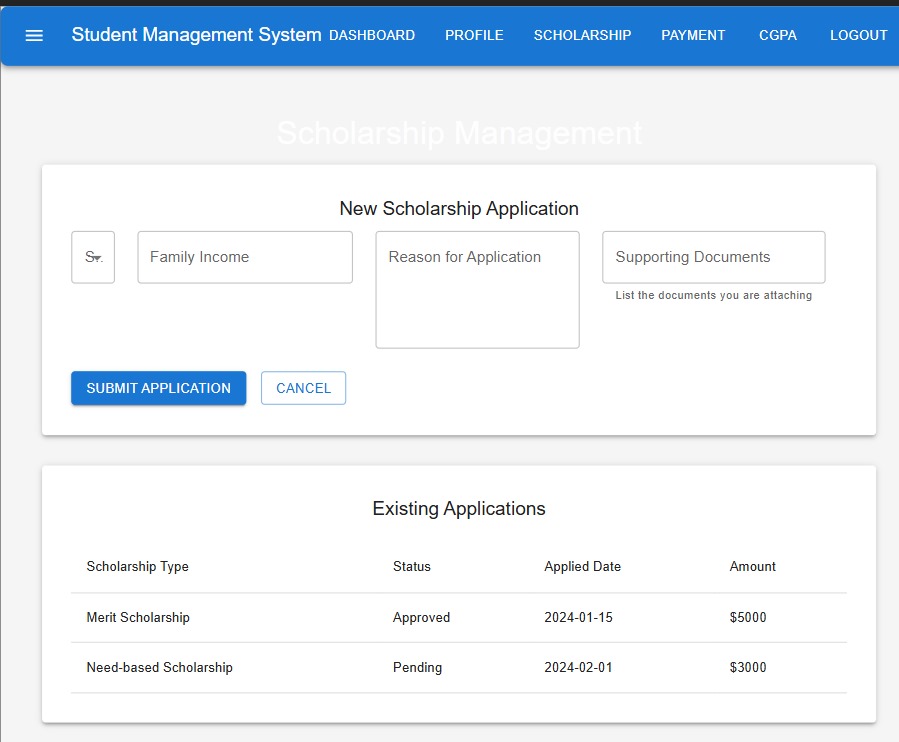 Student Management System DASHBOARD PROFILE SCHOLARSHIP PAYMENT CGPA LOGOUT
Scholarship Management
New Scholarship Application
S.. Family Income Reason for Application Supporting Documents
List the documents you are attaching
SUBMIT APPLICATION CANCEL
Existing Applications
Scholarship Type Status Applied Date Amount
Merit Scholarship Approved 2024-01-15 $5000
Need-based Scholarship Pending 2024-02-01 $3000